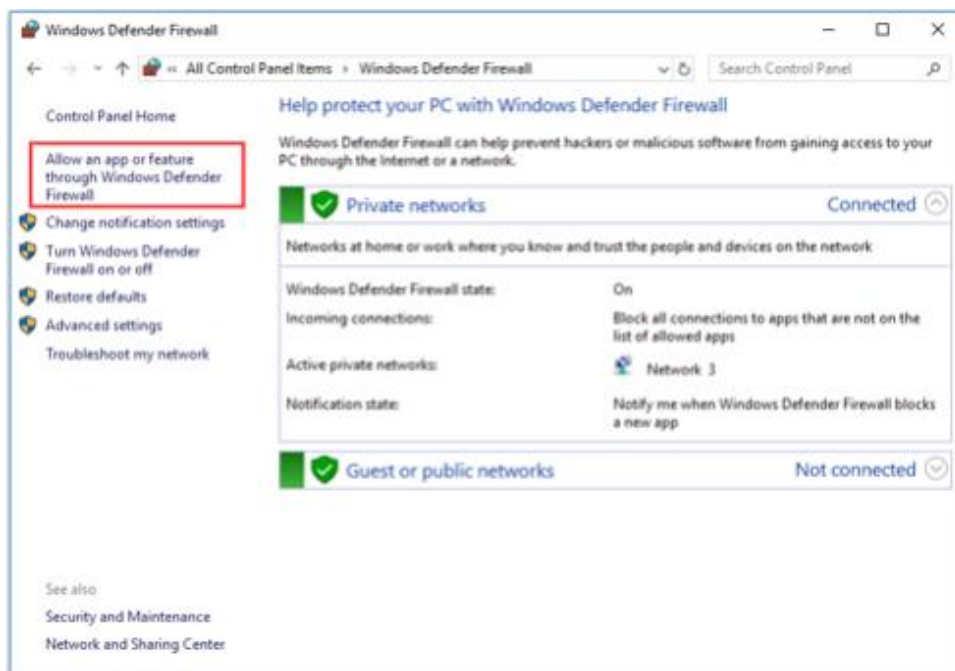 Windows Defender Firewall
« All Control Panel Items › Windows Defender Firewall
Search Control Panel
Control Panel Home
Allow an app or feature
through Windows Defender
Firewall
Change notification settings
Turn Windows Defender
Firewall on or off
Restore defaults
Advanced settings
Troubleshoot my network
Help protect your PC with Windows Defender Firewall
Windows Defender Firewall can help prevent hackers or malicious software from gaining access to your
PC through the Internet or a network.
Private networks Connected
Networks at home or work where you know and trust the people and devices on the network
Windows Defender Firewall state: On
Incoming connections: Block all connections to apps that are not on the
list of allowed apps
Active private networks: Network 3
Notification state: Notify me when Windows Defender Firewall blocks
a new app
Guest or public networks Not connected
See also
Security and Maintenance
Network and Sharing Center